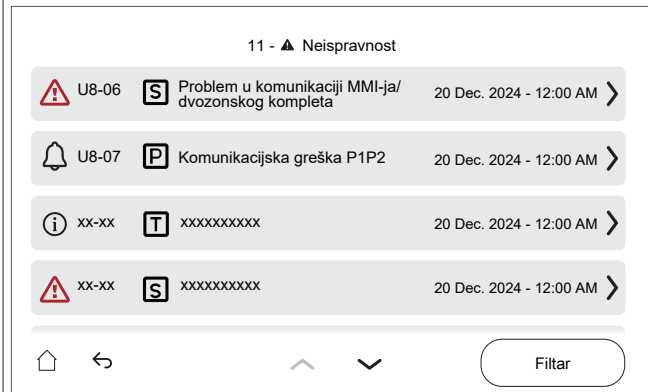 11 - ⚠ Neispravnost
U8-06 S Problem u komunikaciji MMI-ja/
dvozonskog kompleta 20 Dec. 2024 - 12:00 AM
U8-07 P Komunikacijska greška P1P2 20 Dec. 2024 - 12:00 AM
xx-xx T xxxxxxxxxx 20 Dec. 2024 - 12:00 AM
xx-xx S xxxxxxxxxx 20 Dec. 2024 - 12:00 AM
Filtar